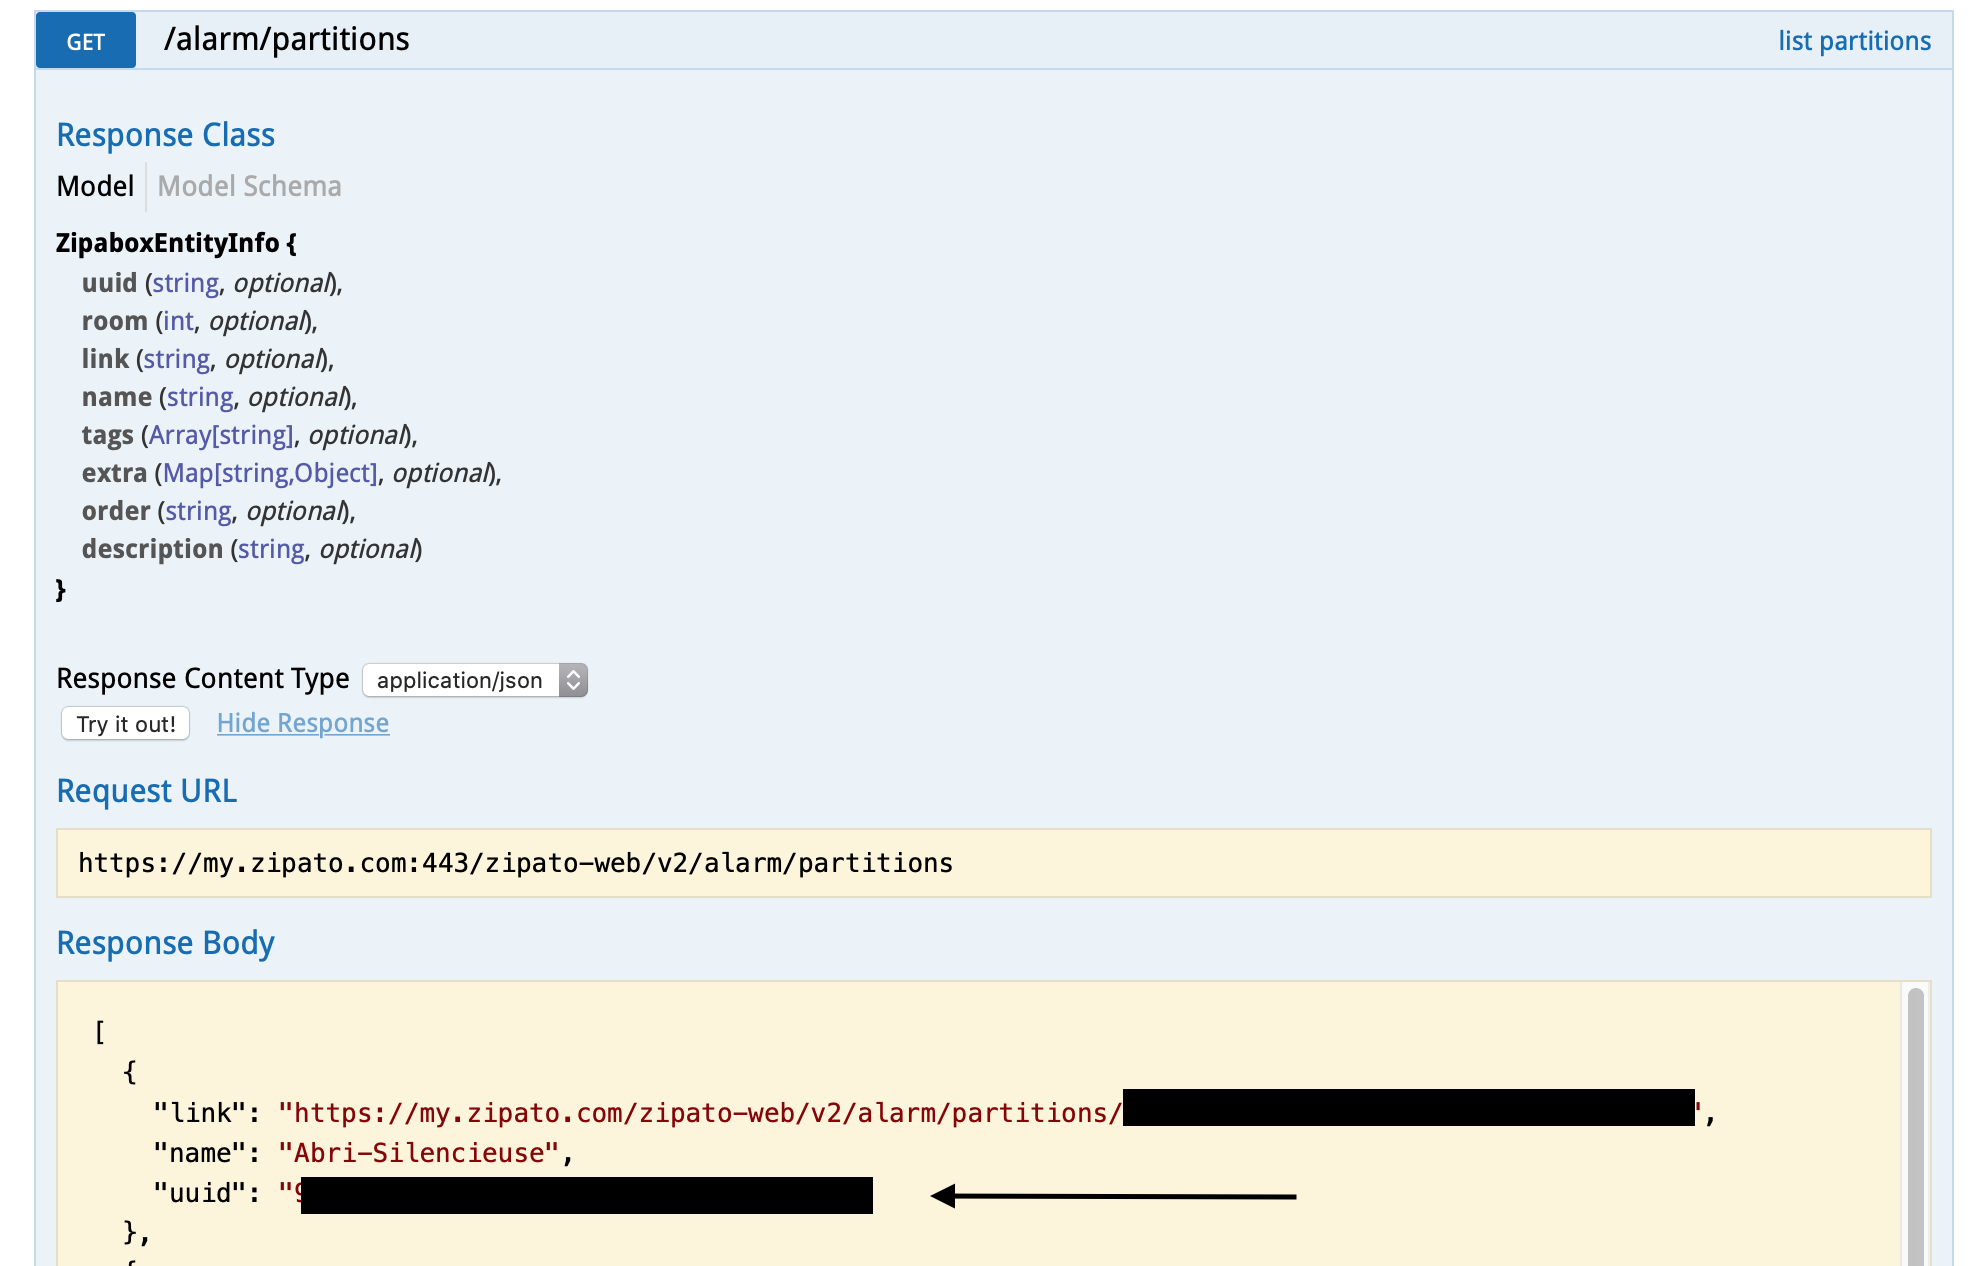 GET /alarm/partitions list partitions
Response Class
Model Model Schema
ZipaboxEntityInfo {
uuid (string, optional),
room (int, optional),
link (string, optional),
name (string, optional),
tags (Array[string], optional),
extra (Map[string,Object], optional),
order (string, optional),
description (string, optional)
}
Response Content Type application/json
Try it out! Hide Response
Request URL
https://my.zipato.com:443/zipato-web/v2/alarm/partitions
Response Body
[
{
"link": "https://my.zipato.com/zipato-web/v2/alarm/partitions/ ",
"name": "Abri-Silencieuse",
"uuid": "
},
{